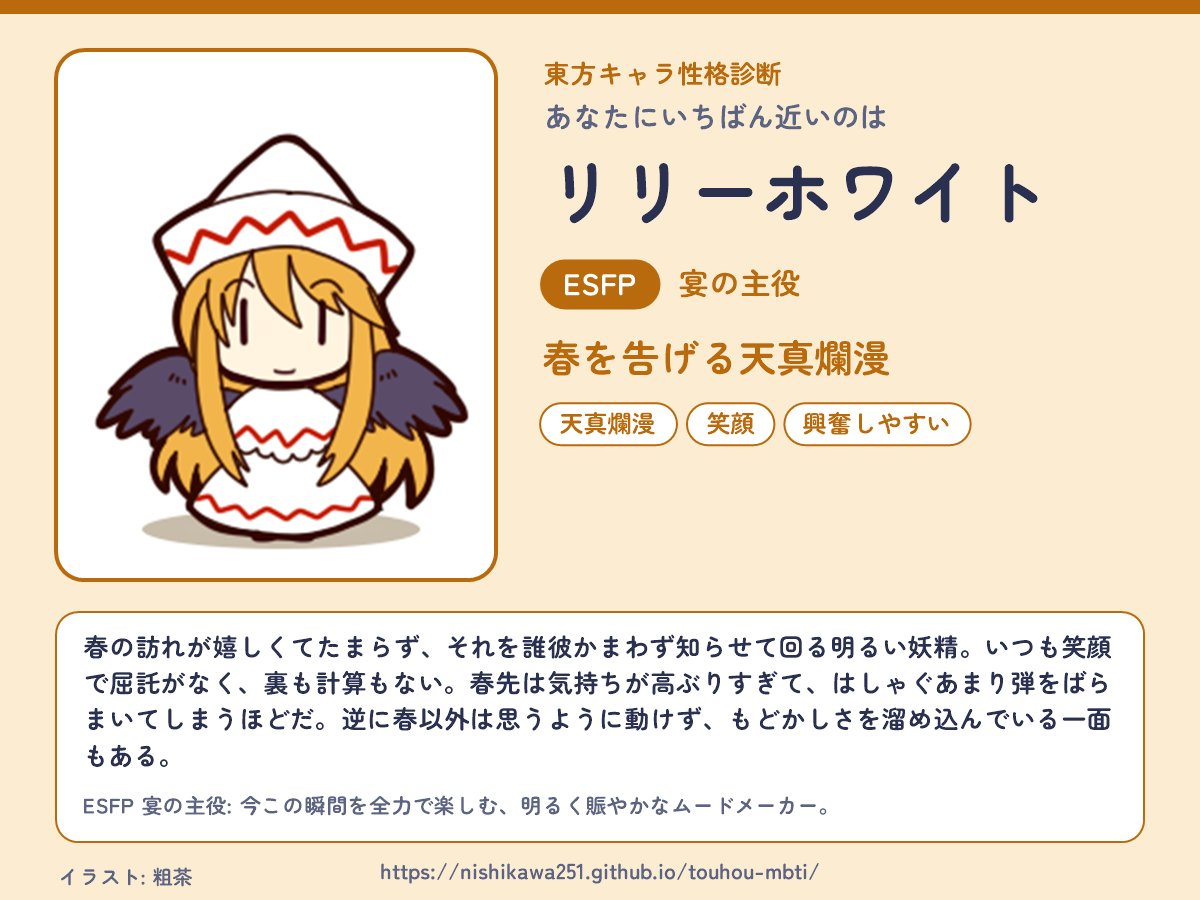 東方キャラ性格診断
あなたにいちばん近いのは
リリーホワイト
ESFP 宴の主役
春を告げる天真爛漫
天真爛漫 笑顔 興奮しやすい
春の訪れが嬉しくてたまらず、それを誰彼かまわず知らせて回る明るい妖精。いつも笑顔
で屈託がなく、裏も計算もない。春先は気持ちが高ぶりすぎて、はしゃぐあまり弾をばら
まいてしまうほどだ。逆に春以外は思うように動けず、もどかしさを溜め込んでいる一面
もある。
ESFP 宴の主役: 今この瞬間を全力で楽しむ、明るく賑やかなムードメーカー。
イラスト: 粗茶
https://nishikawa251.github.io/touhou-mbti/